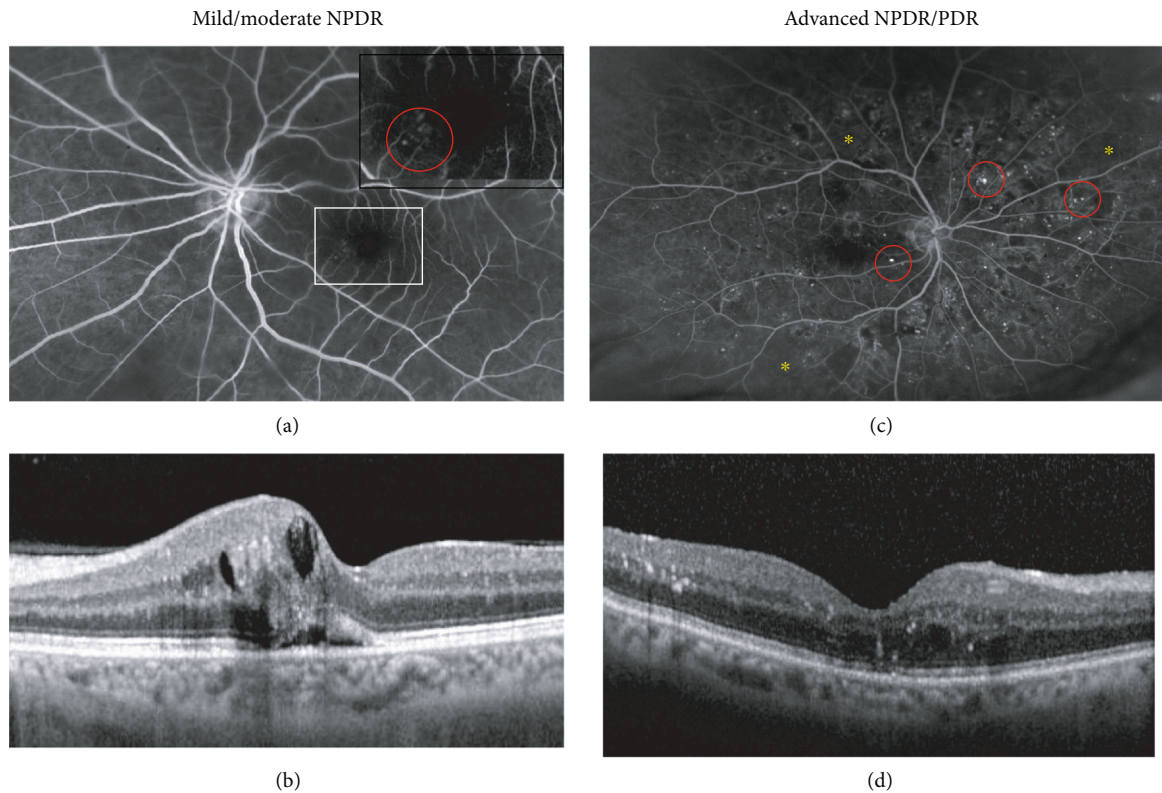 Mild/moderate NPDR
Advanced NPDR/PDR
*
*
*
(a)
(c)
(b)
(d)